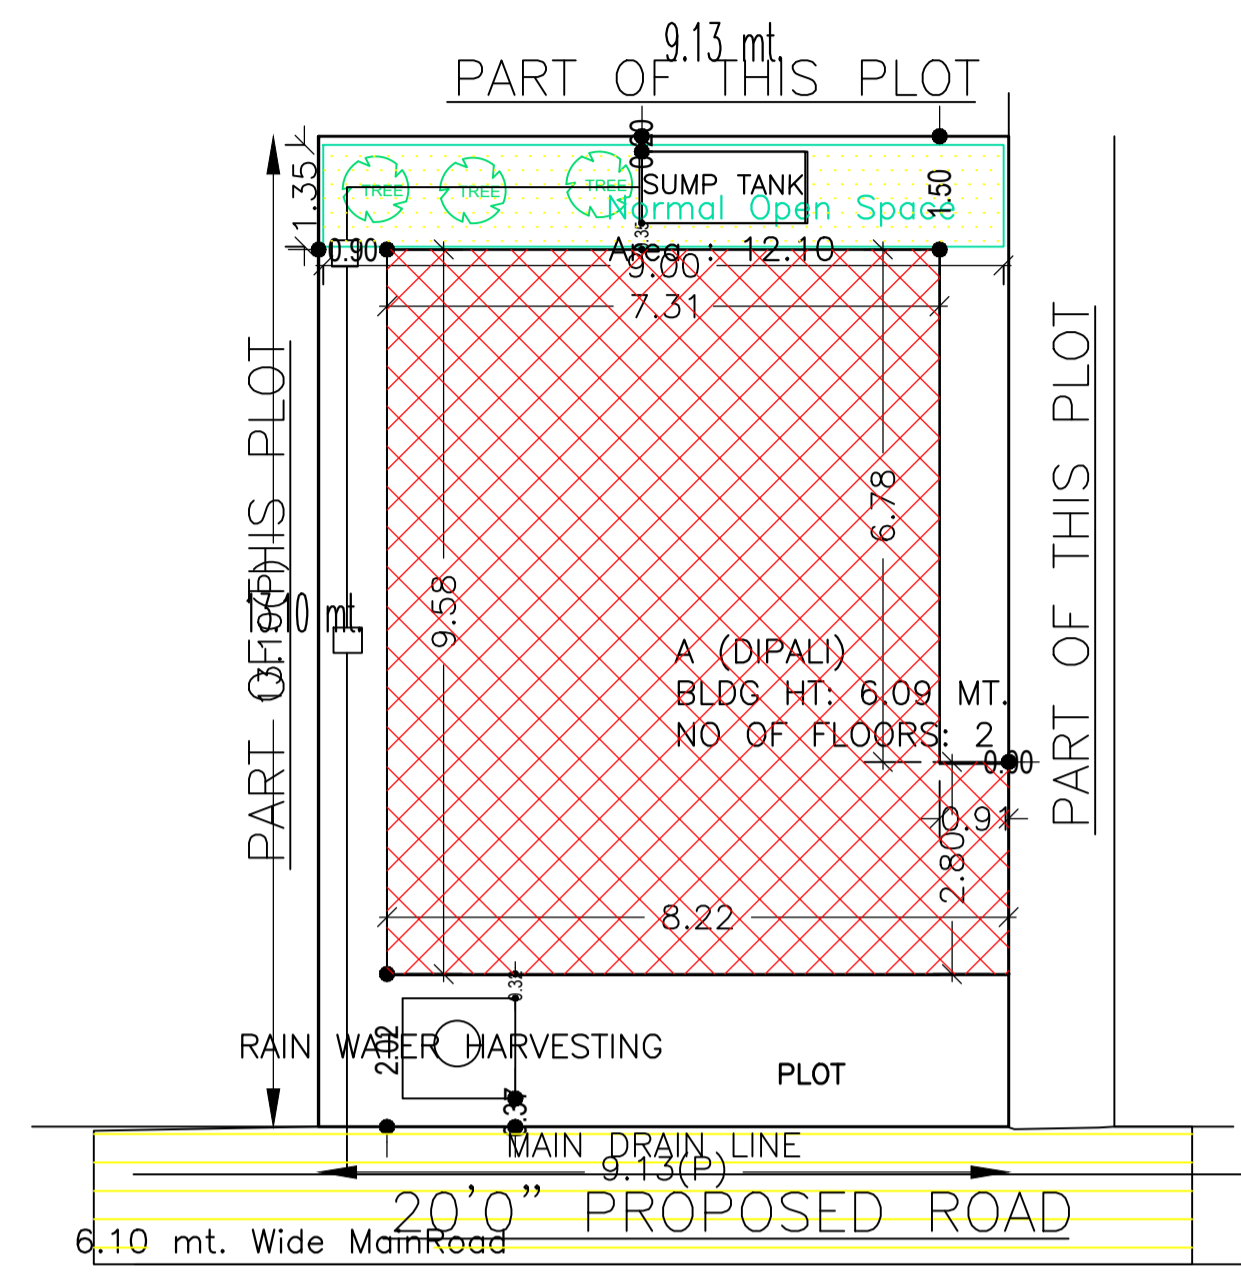 9.13 mt.
PART OF THIS PLOT
0.20
1.35
TREE
TREE
TREE
SUMP TANK
Normal Open Space
1.50
0.90
Area : 12.10
9.00
7.31
PART OF THIS PLOT
PART OF THIS PLOT
6.78
9.58
A (DIPALI)
BLDG HT: 6.09 MT.
NO OF FLOORS: 2
0.91
2.80
8.22
2.02
RAIN WATER HARVESTING
PLOT
MAIN DRAIN LINE
9.13(P)
20'0" PROPOSED ROAD
6.10 mt. Wide MainRoad